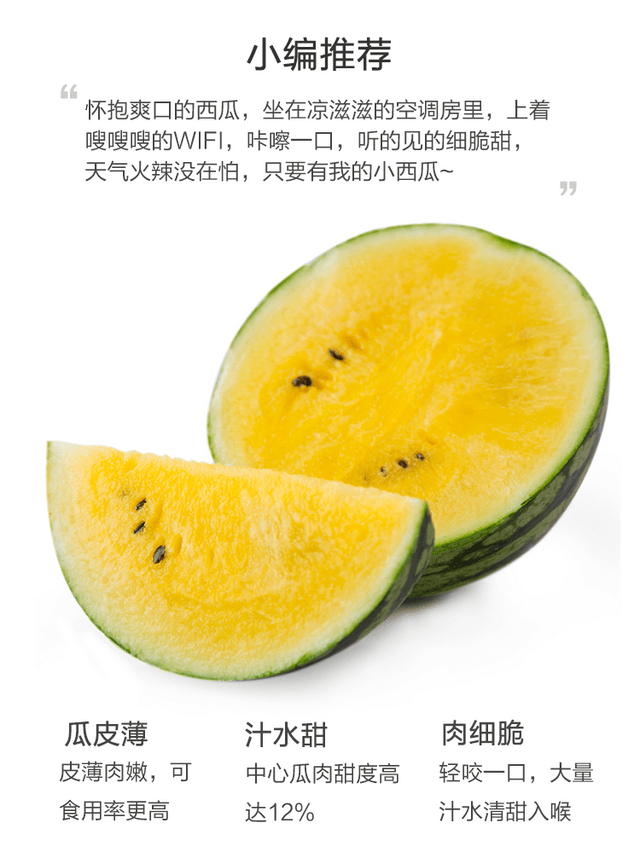 小编推荐
“怀抱爽口的西瓜，坐在凉滋滋的空调房里，上着
嗖嗖嗖的WIFI，咔嚓一口，听的见的细脆甜，
天气火辣没在怕，只要有我的小西瓜~”
瓜皮薄
皮薄肉嫩，可
食用率更高
汁水甜
中心瓜肉甜度高
达12%
肉细脆
轻咬一口，大量
汁水清甜入喉